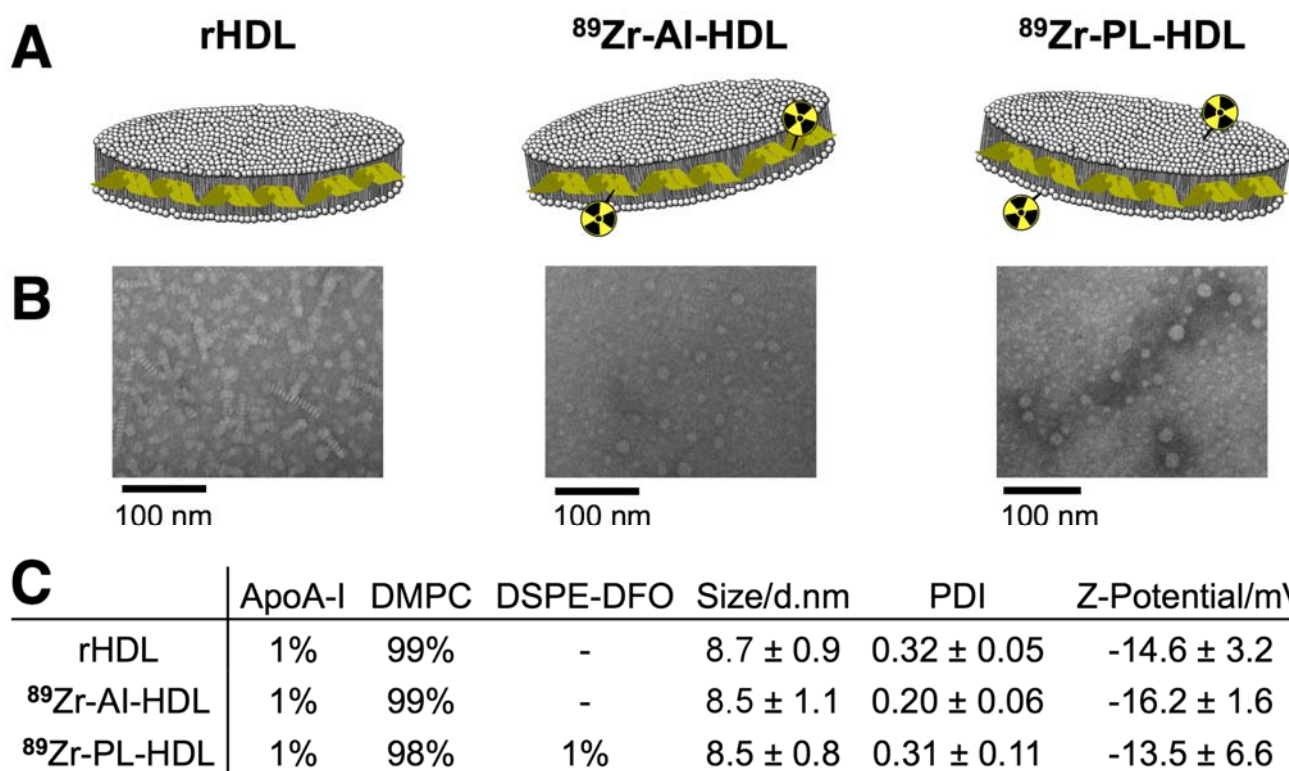 A rHDL ⁸⁹Zr-AI-HDL ⁸⁹Zr-PL-HDL
B
100 nm 100 nm 100 nm
C ApoA-I DMPC DSPE-DFO Size/d.nm PDI Z-Potential/mV
rHDL 1% 99% - 8.7 ± 0.9 0.32 ± 0.05 -14.6 ± 3.2
⁸⁹Zr-AI-HDL 1% 99% - 8.5 ± 1.1 0.20 ± 0.06 -16.2 ± 1.6
⁸⁹Zr-PL-HDL 1% 98% 1% 8.5 ± 0.8 0.31 ± 0.11 -13.5 ± 6.6